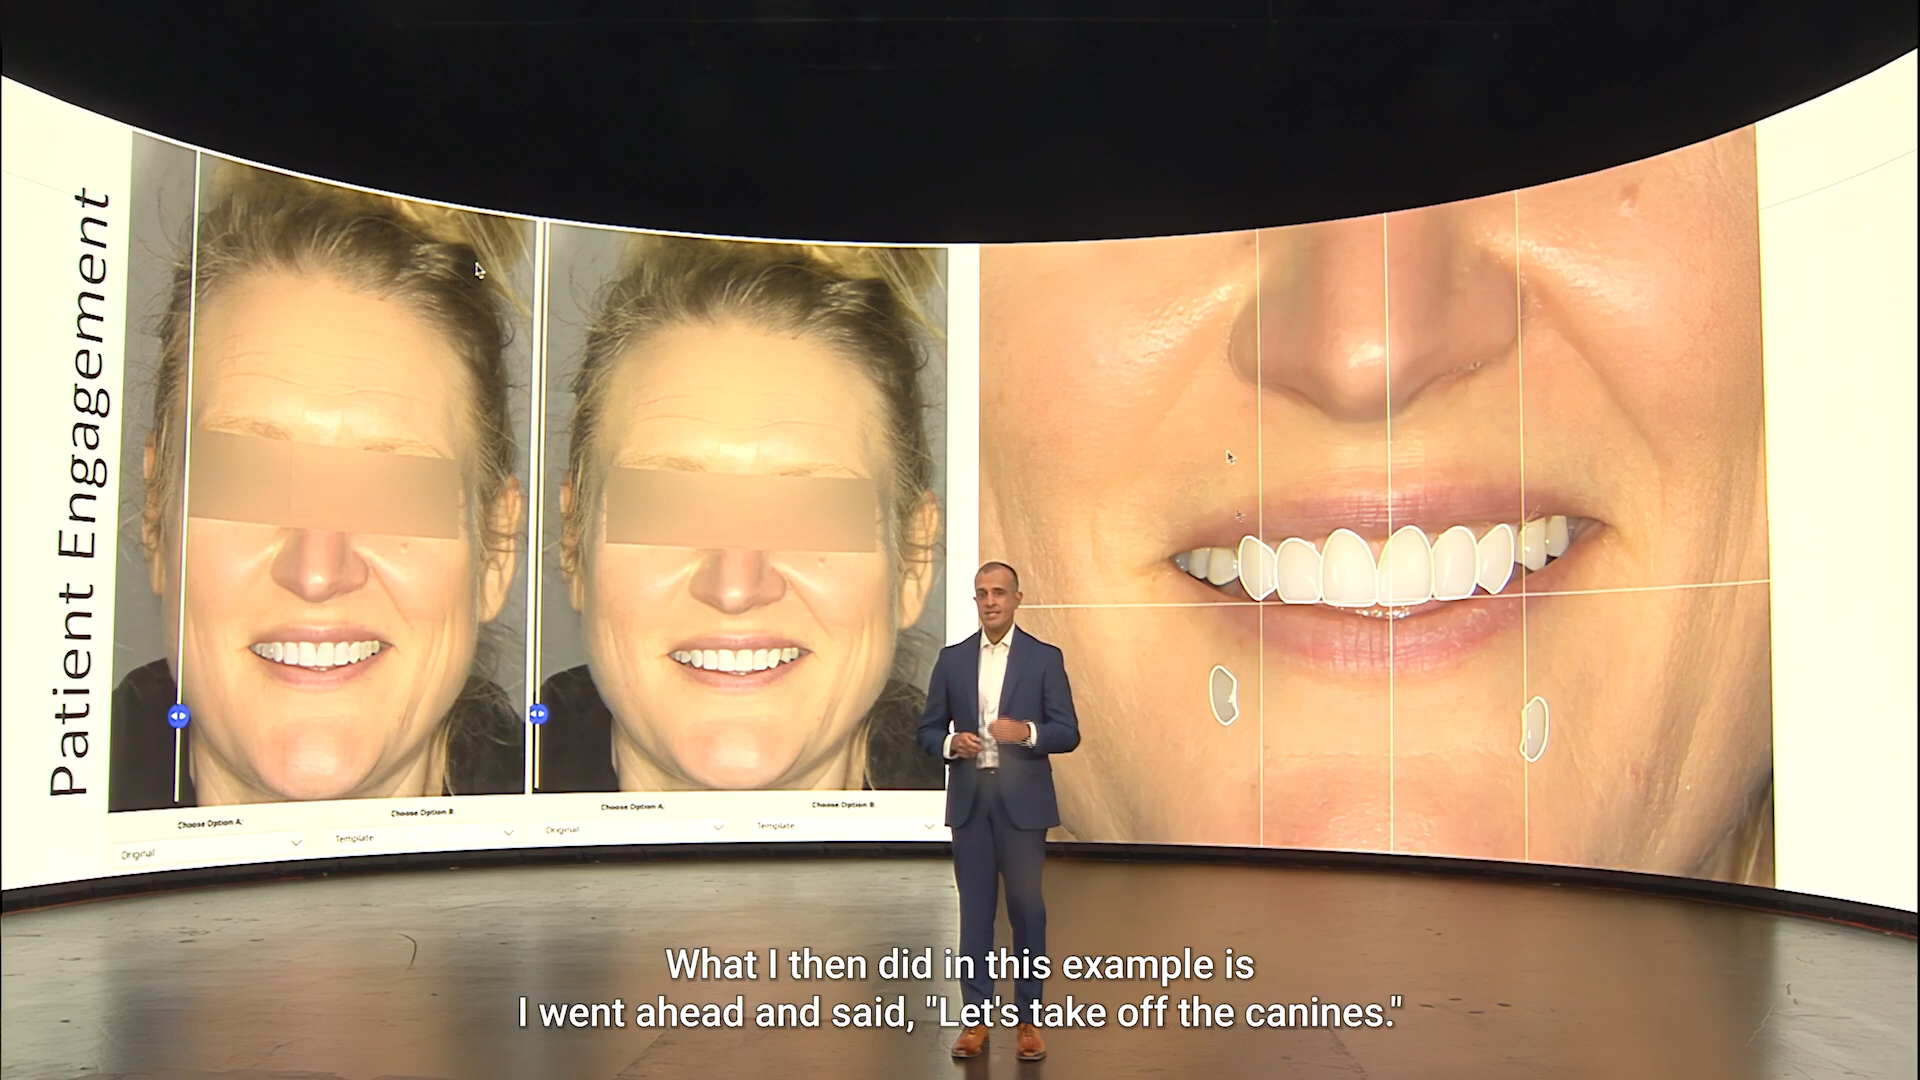 Patient Engagement
Choose Option A:
Original
Choose Option B:
Template
Choose Option A:
Original
Choose Option B:
Template
What I then did in this example is
I went ahead and said, "Let's take off the canines."